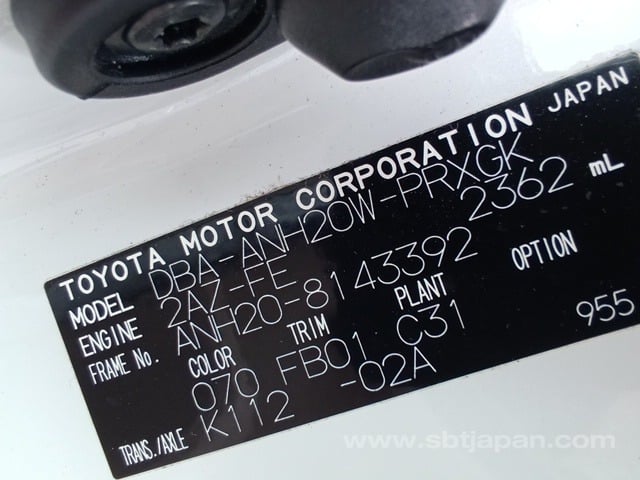 TOYOTA MOTOR CORPORATION JAPAN
MODEL DBA-ANH20W-PRXGK
ENGINE 2AZ-FE 2362 mL
FRAME No. ANH20-8143392
COLOR TRIM PLANT OPTION
070 FB01 C31 955
TRANS./AXLE K112 -02A
www.sbtjapan.com